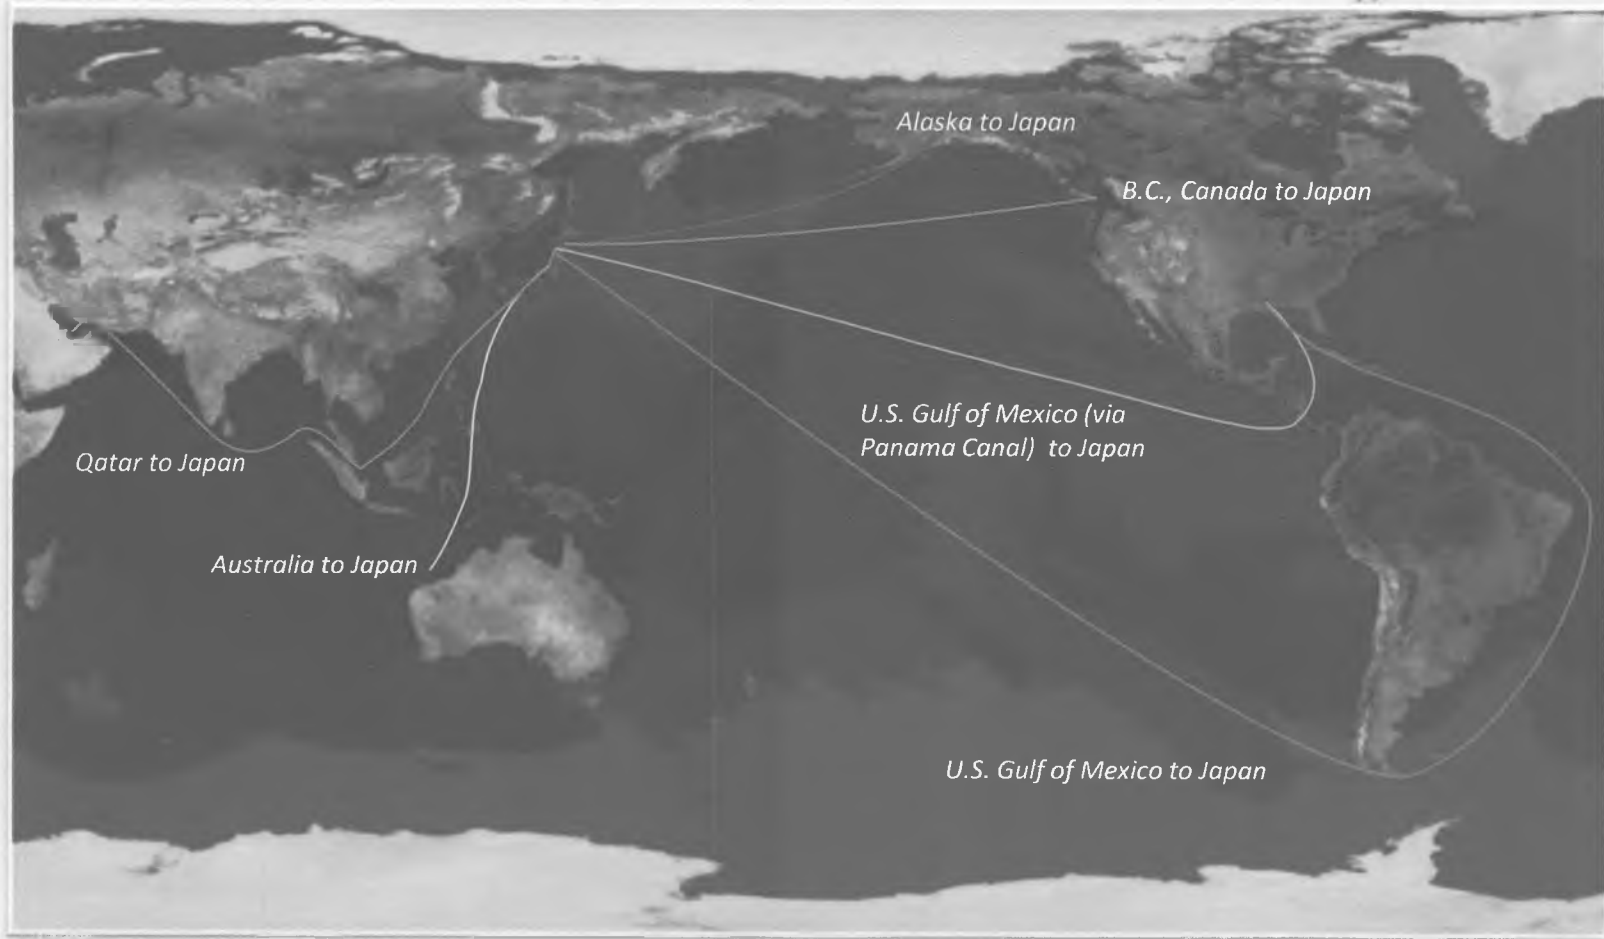 Alaska to Japan
B.C., Canada to Japan
U.S. Gulf of Mexico (via
Panama Canal) to Japan
Qatar to Japan
Australia to Japan
U.S. Gulf of Mexico to Japan